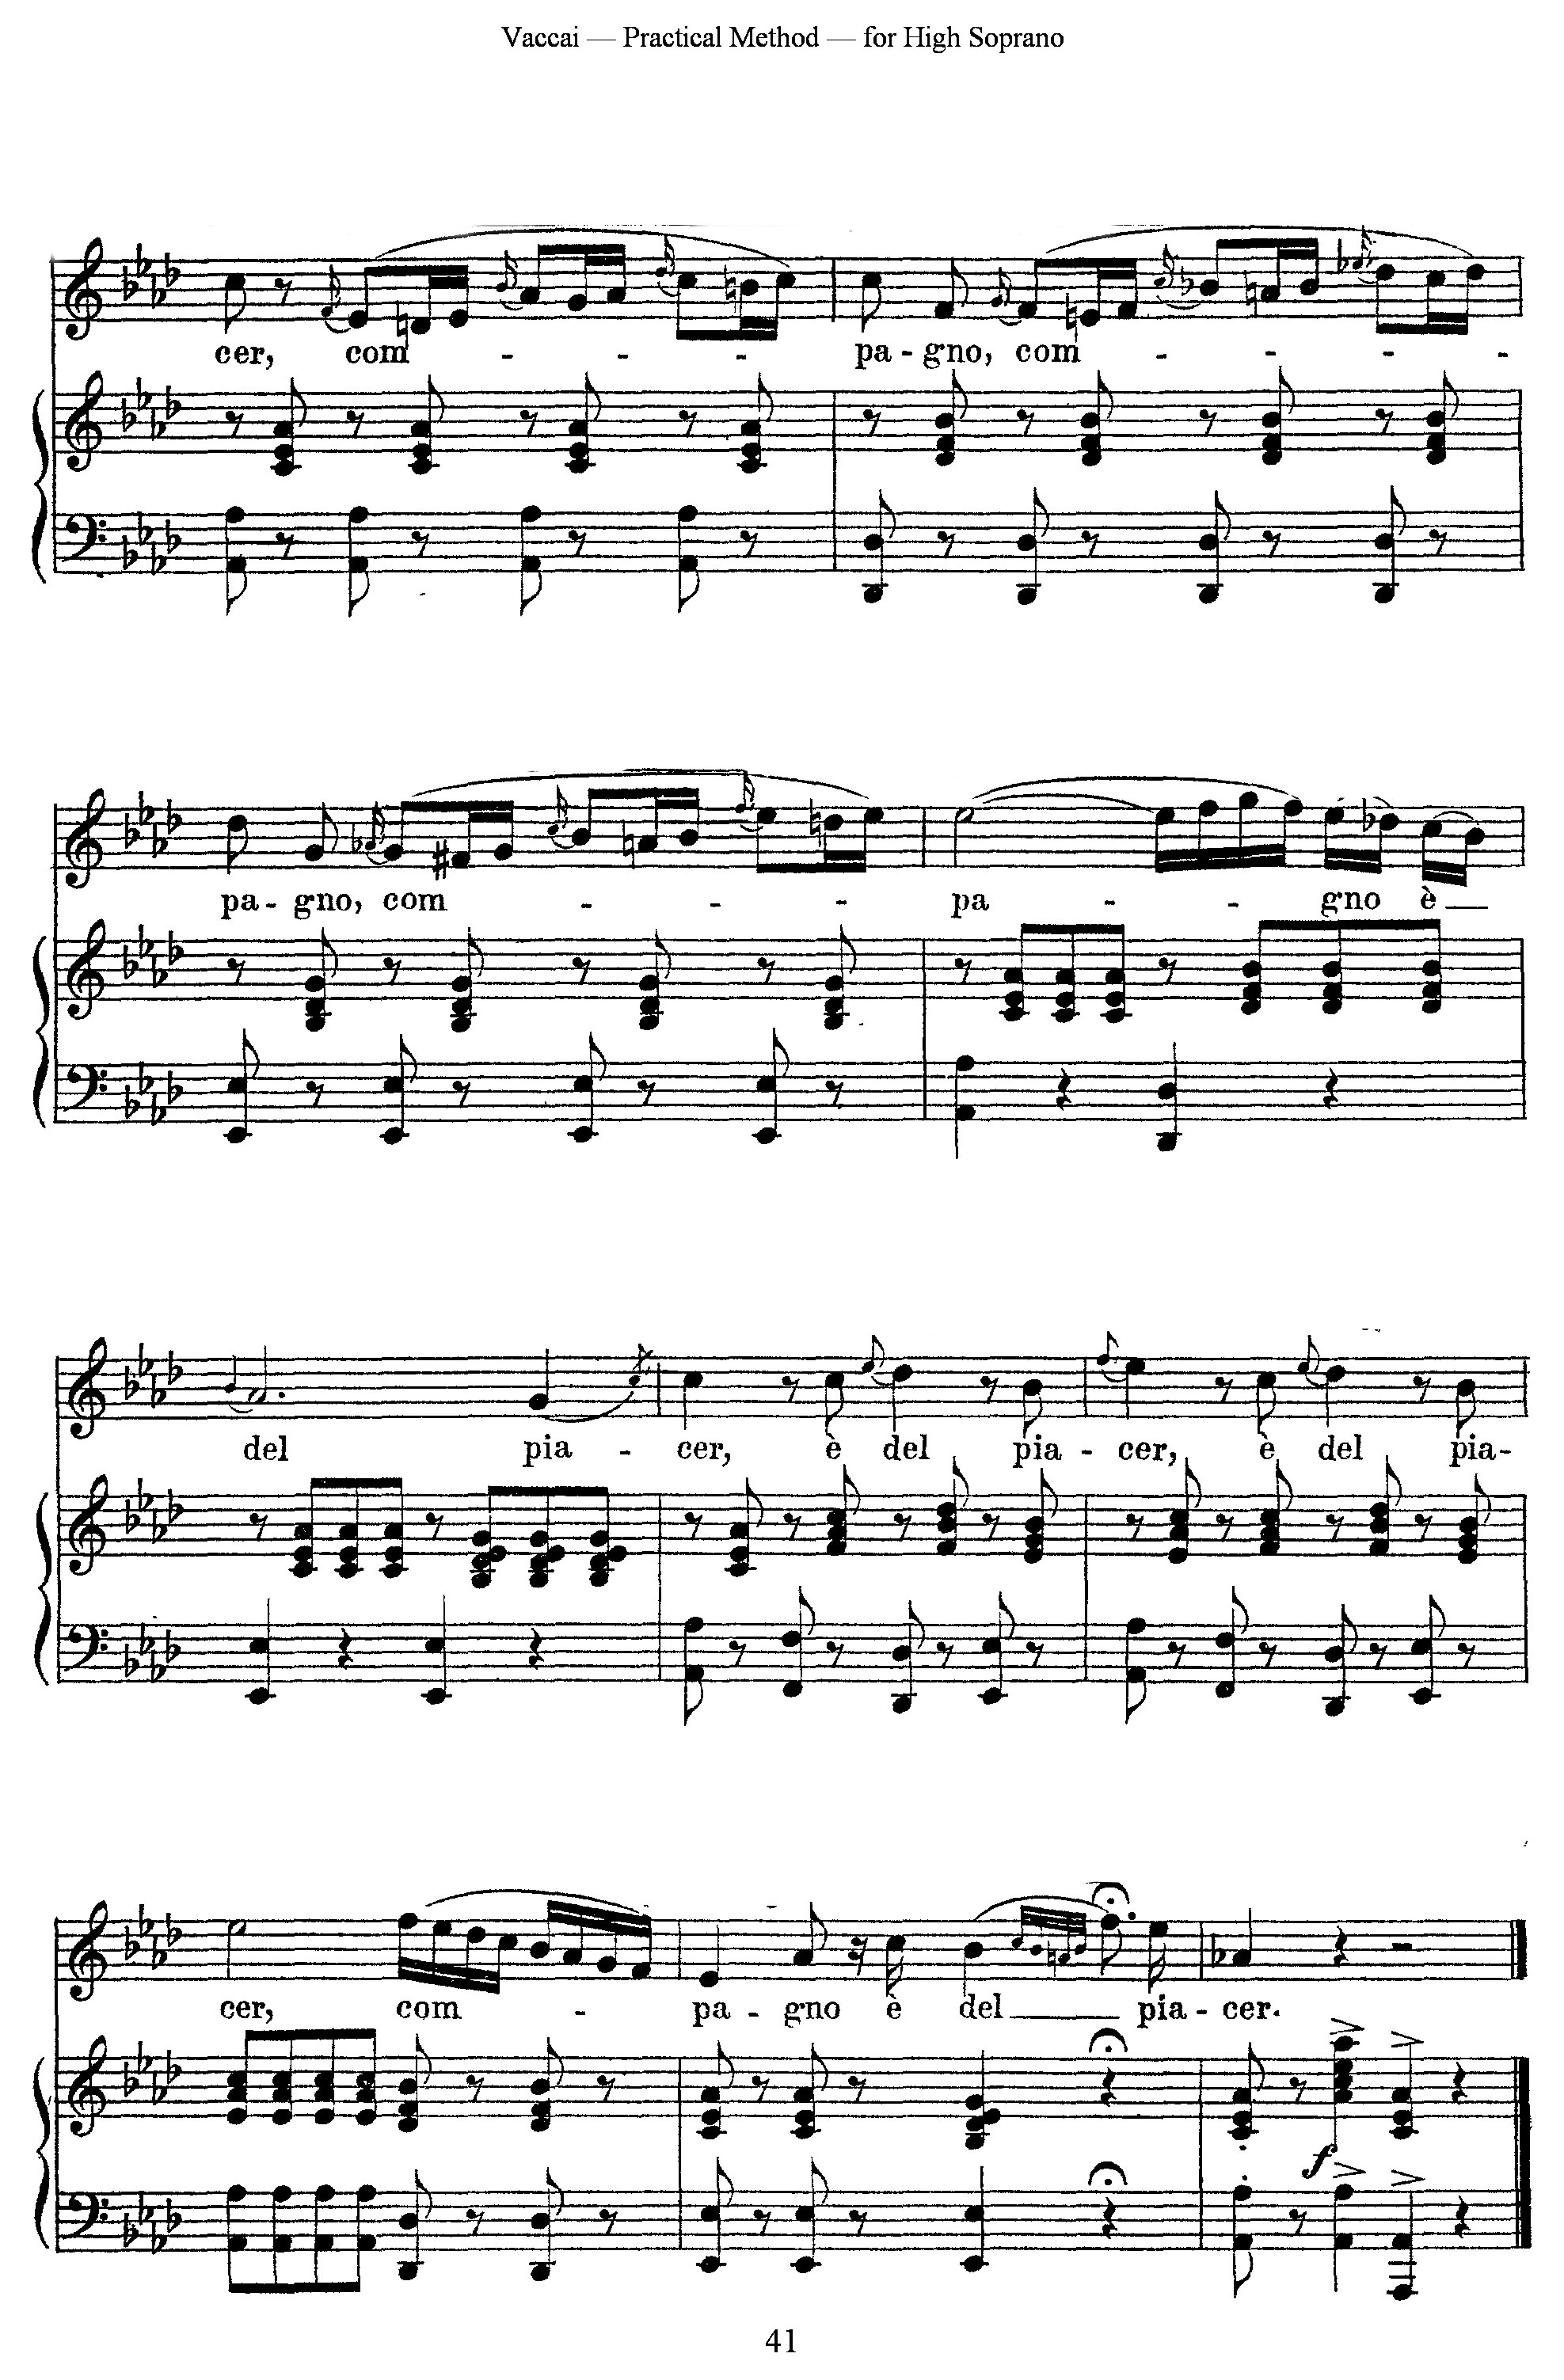 Vaccai — Practical Method — for High Soprano
cer, com - - - - pa - gno, com - - - -
pa - gno, com - - - pa - - gno è
del pia - cer, è del pia - cer, è del pia-
cer, com - - pa - gno è del pia - cer.
f
41